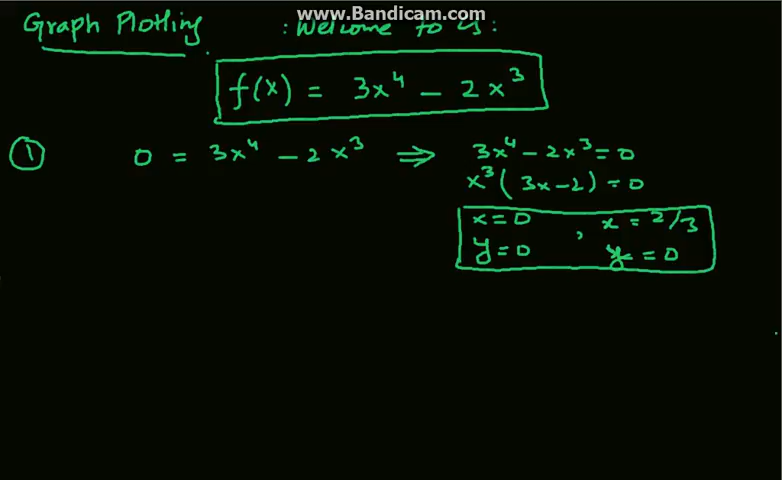 www.Bandicam.com
Graph Plotting : Welcome to
f(x) = 3x⁴ - 2x³
① 0 = 3x⁴ - 2x³ ⇒ 3x⁴ - 2x³ = 0
x³ (3x - 2) = 0
x = 0 , x = 2/3
y = 0 y = 0